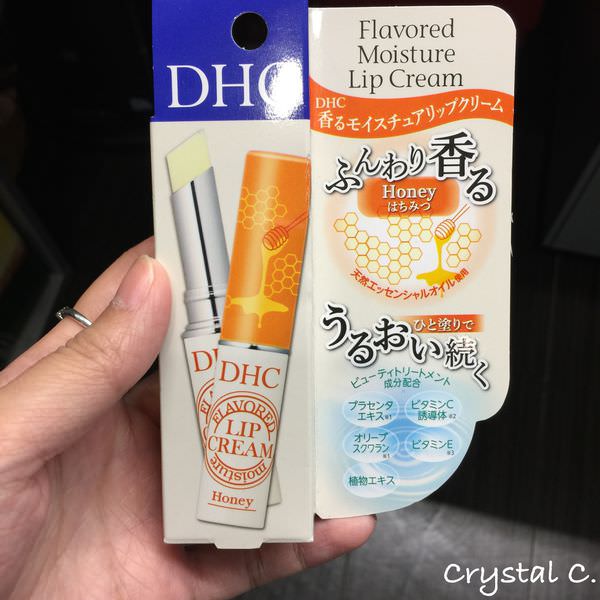 DHC
DHC
FLAVORED
LIP
CREAM
moisture
Honey
Flavored
Moisture
Lip Cream
DHC
香るモイスチュアリップクリーム
ふんわり香る
Honey
はちみつ
天然エッセンシャルオイル使用
ひと塗りで
うるおい続く
ビューティトリートメント
成分配合
プラセンタ
エキス※1
ビタミンC
誘導体※2
オリーブ
スクワラン※1
ビタミンE※3
植物エキス
Crystal C.